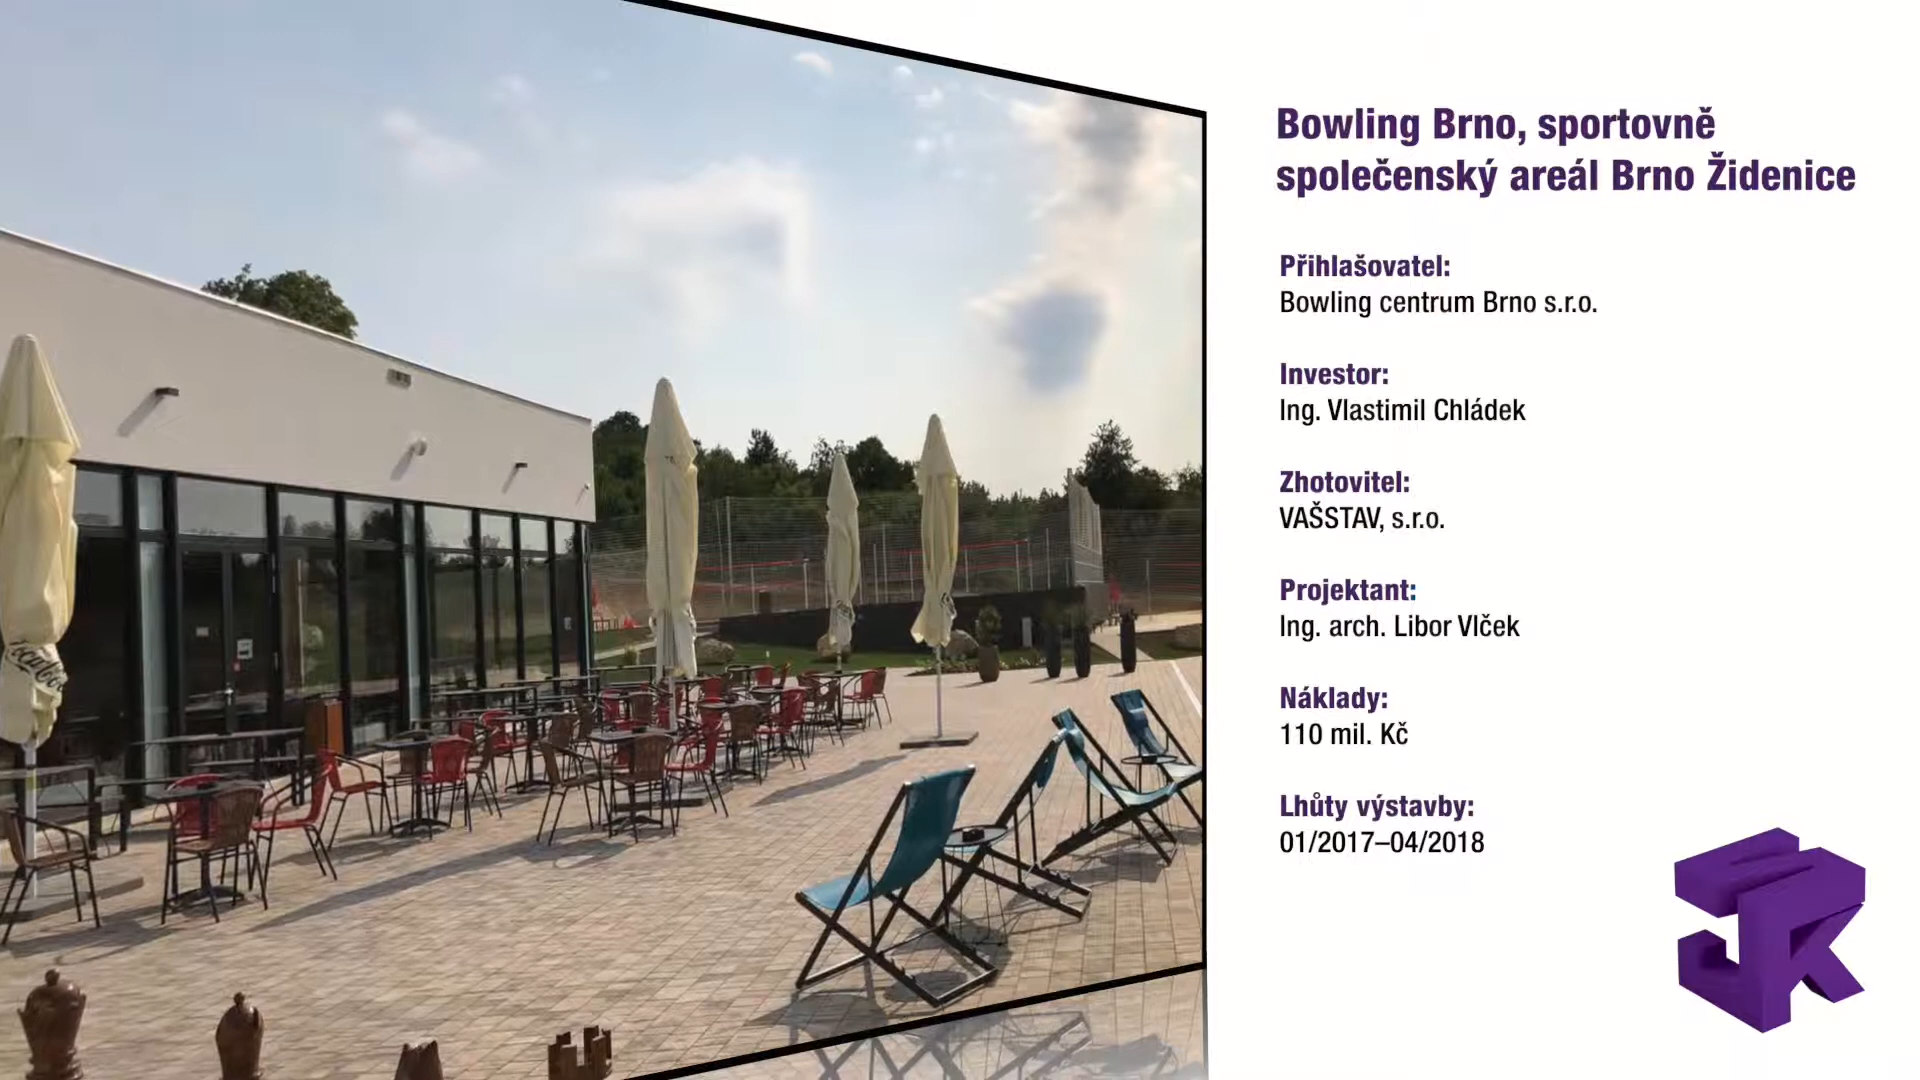 Bowling Brno, sportovně
společenský areál Brno Židenice
Přihlašovatel:
Bowling centrum Brno s.r.o.
Investor:
Ing. Vlastimil Chládek
Zhotovitel:
VAŠSTAV, s.r.o.
Projektant:
Ing. arch. Libor Vlček
Náklady:
110 mil. Kč
Lhůty výstavby:
01/2017–04/2018